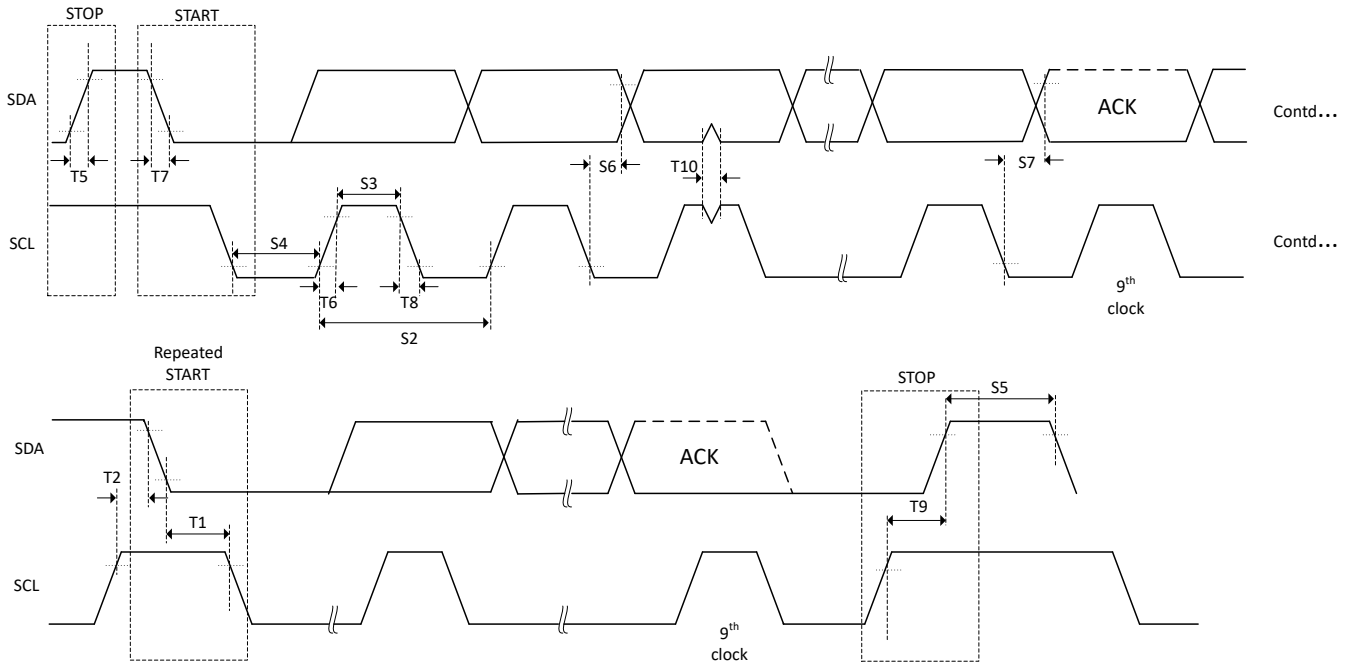 STOP
START
SDA
ACK
Contd...
T5
T7
S6
T10
S7
S3
SCL
S4
Contd...
T6
T8
9th
clock
S2
Repeated
START
STOP
S5
SDA
ACK
T2
T9
T1
SCL
9th
clock